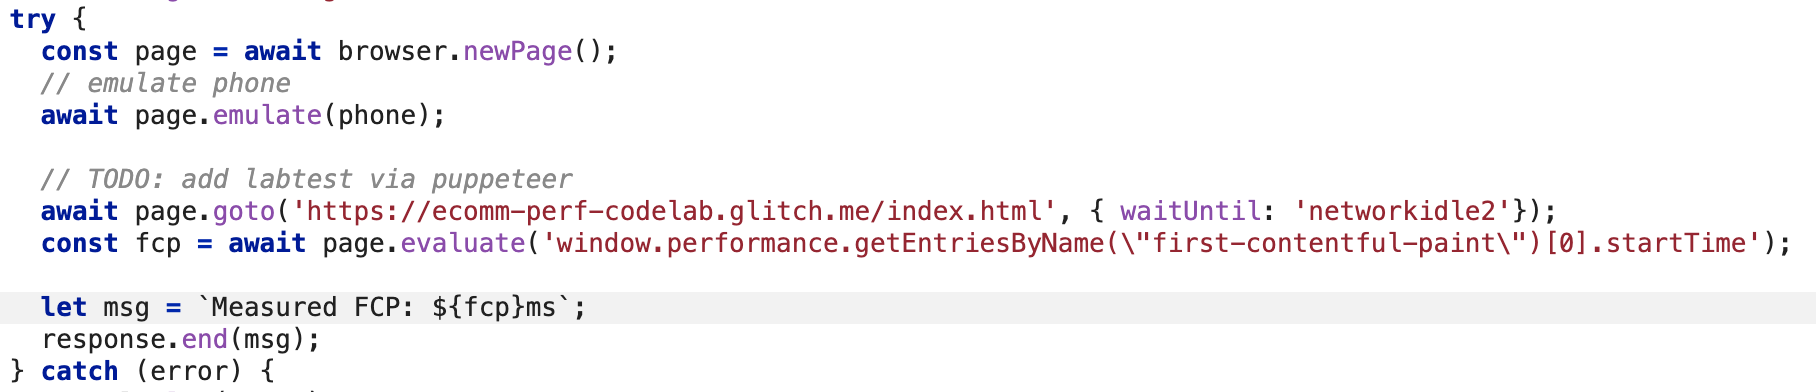 try {
  const page = await browser.newPage();
  // emulate phone
  await page.emulate(phone);
  // TODO: add labtest via puppeteer
  await page.goto('https://ecomm-perf-codelab.glitch.me/index.html', { waitUntil: 'networkidle2'});
  const fcp = await page.evaluate('window.performance.getEntriesByName(\"first-contentful-paint\")[0].startTime');
  let msg = `Measured FCP: ${fcp}ms`;
  response.end(msg);
} catch (error) {